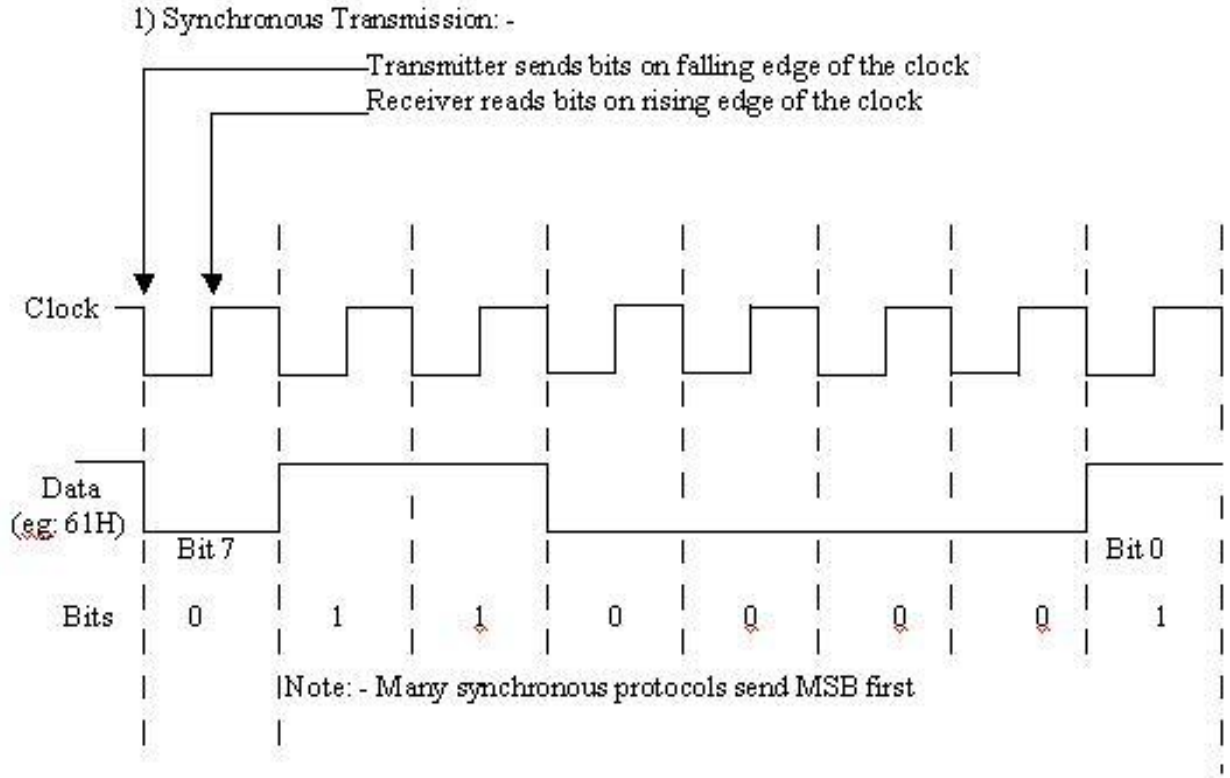 1) Synchronous Transmission: -
Transmitter sends bits on falling edge of the clock
Receiver reads bits on rising edge of the clock
Clock
Data
(eg: 61H)
Bit 7
Bit 0
Bits 0 1 1 0 0 0 0 1
Note: - Many synchronous protocols send MSB first